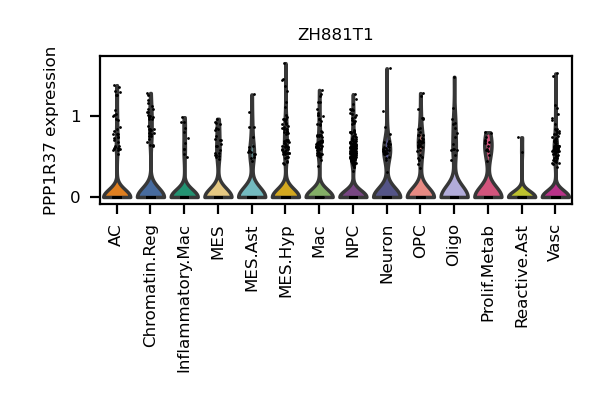 ZH881T1
PPP1R37 expression
1
0
AC
Chromatin.Reg
Inflammatory.Mac
MES
MES.Ast
MES.Hyp
Mac
NPC
Neuron
OPC
Oligo
Prolif.Metab
Reactive.Ast
Vasc